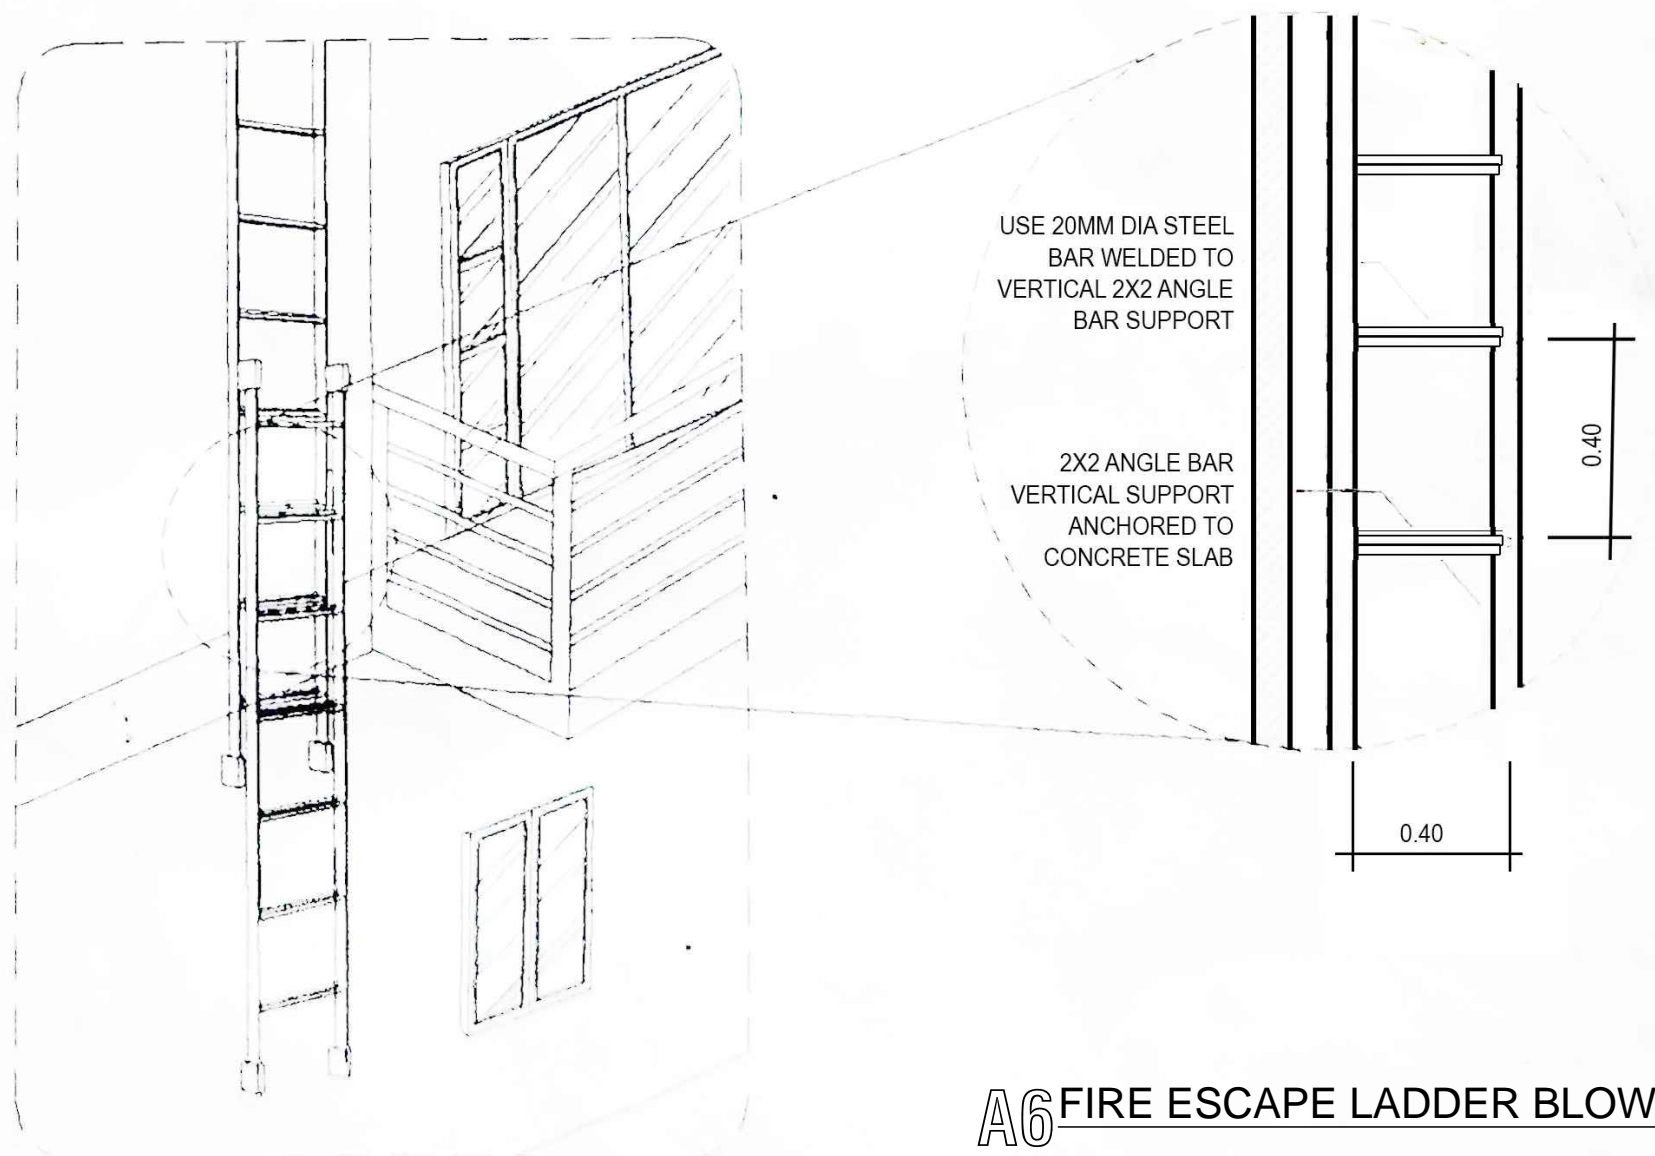 USE 20MM DIA STEEL
BAR WELDED TO
VERTICAL 2X2 ANGLE
BAR SUPPORT
2X2 ANGLE BAR
VERTICAL SUPPORT
ANCHORED TO
CONCRETE SLAB
0.40
0.40
A6 FIRE ESCAPE LADDER BLOW